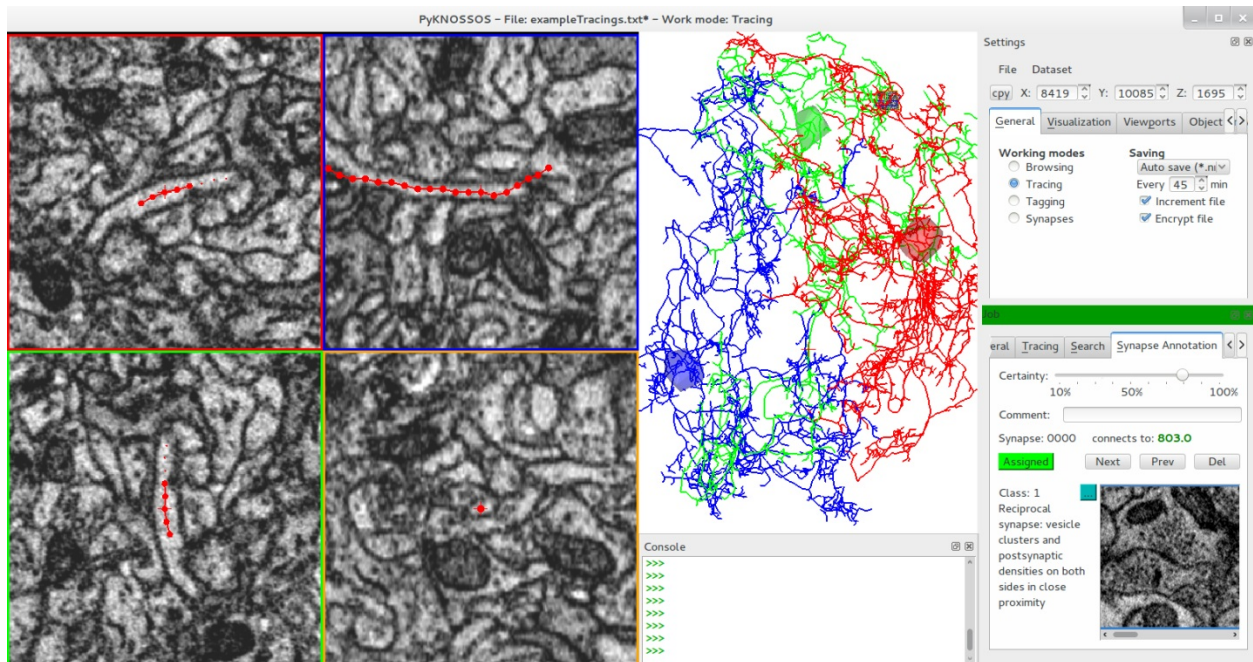 PyKNOSSOS – File: exampleTracings.txt* – Work mode: Tracing
Settings
File Dataset
cpy X: 8419 Y: 10085 Z: 1695
General Visualization Viewports Object
Working modes Saving
Browsing Auto save (*.
Tracing Every 45 min
Tagging Increment file
Synapses Encrypt file
Job
eral Tracing Search Synapse Annotation
Certainty:
10% 50% 100%
Comment:
Synapse: 0000 connects to: 803.0
Assigned Next Prev Del
Class: 1
Reciprocal
synapse: vesicle
clusters and
postsynaptic
densities on both
sides in close
proximity
Console
>>>
>>>
>>>
>>>
>>>
>>>
>>>
>>>